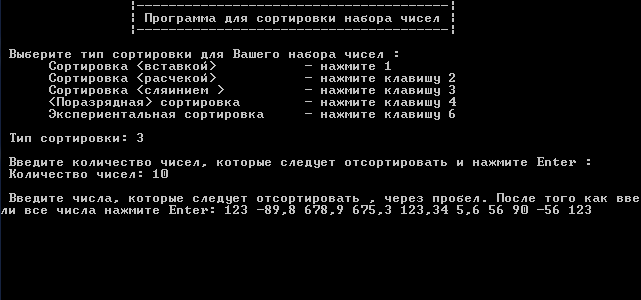 Программа для сортировки набора чисел
Выберите тип сортировки для Вашего набора чисел :
Сортировка <вставкой> - нажмите 1
Сортировка <расчекой> - нажмите клавишу 2
Сортировка <сляинием > - нажмите клавишу 3
<Поразрядная> сортировка - нажмите клавишу 4
Экспериентальная сортировка - нажмите клавишу 6
Тип сортировки: 3
Введите количество чисел, которые следует отсортировать и нажмите Enter :
Количество чисел: 10
Введите числа, которые следует отсортировать , через пробел. После того как вве
ли все числа нажмите Enter: 123 -89,8 678,9 675,3 123,34 5,6 56 90 -56 123